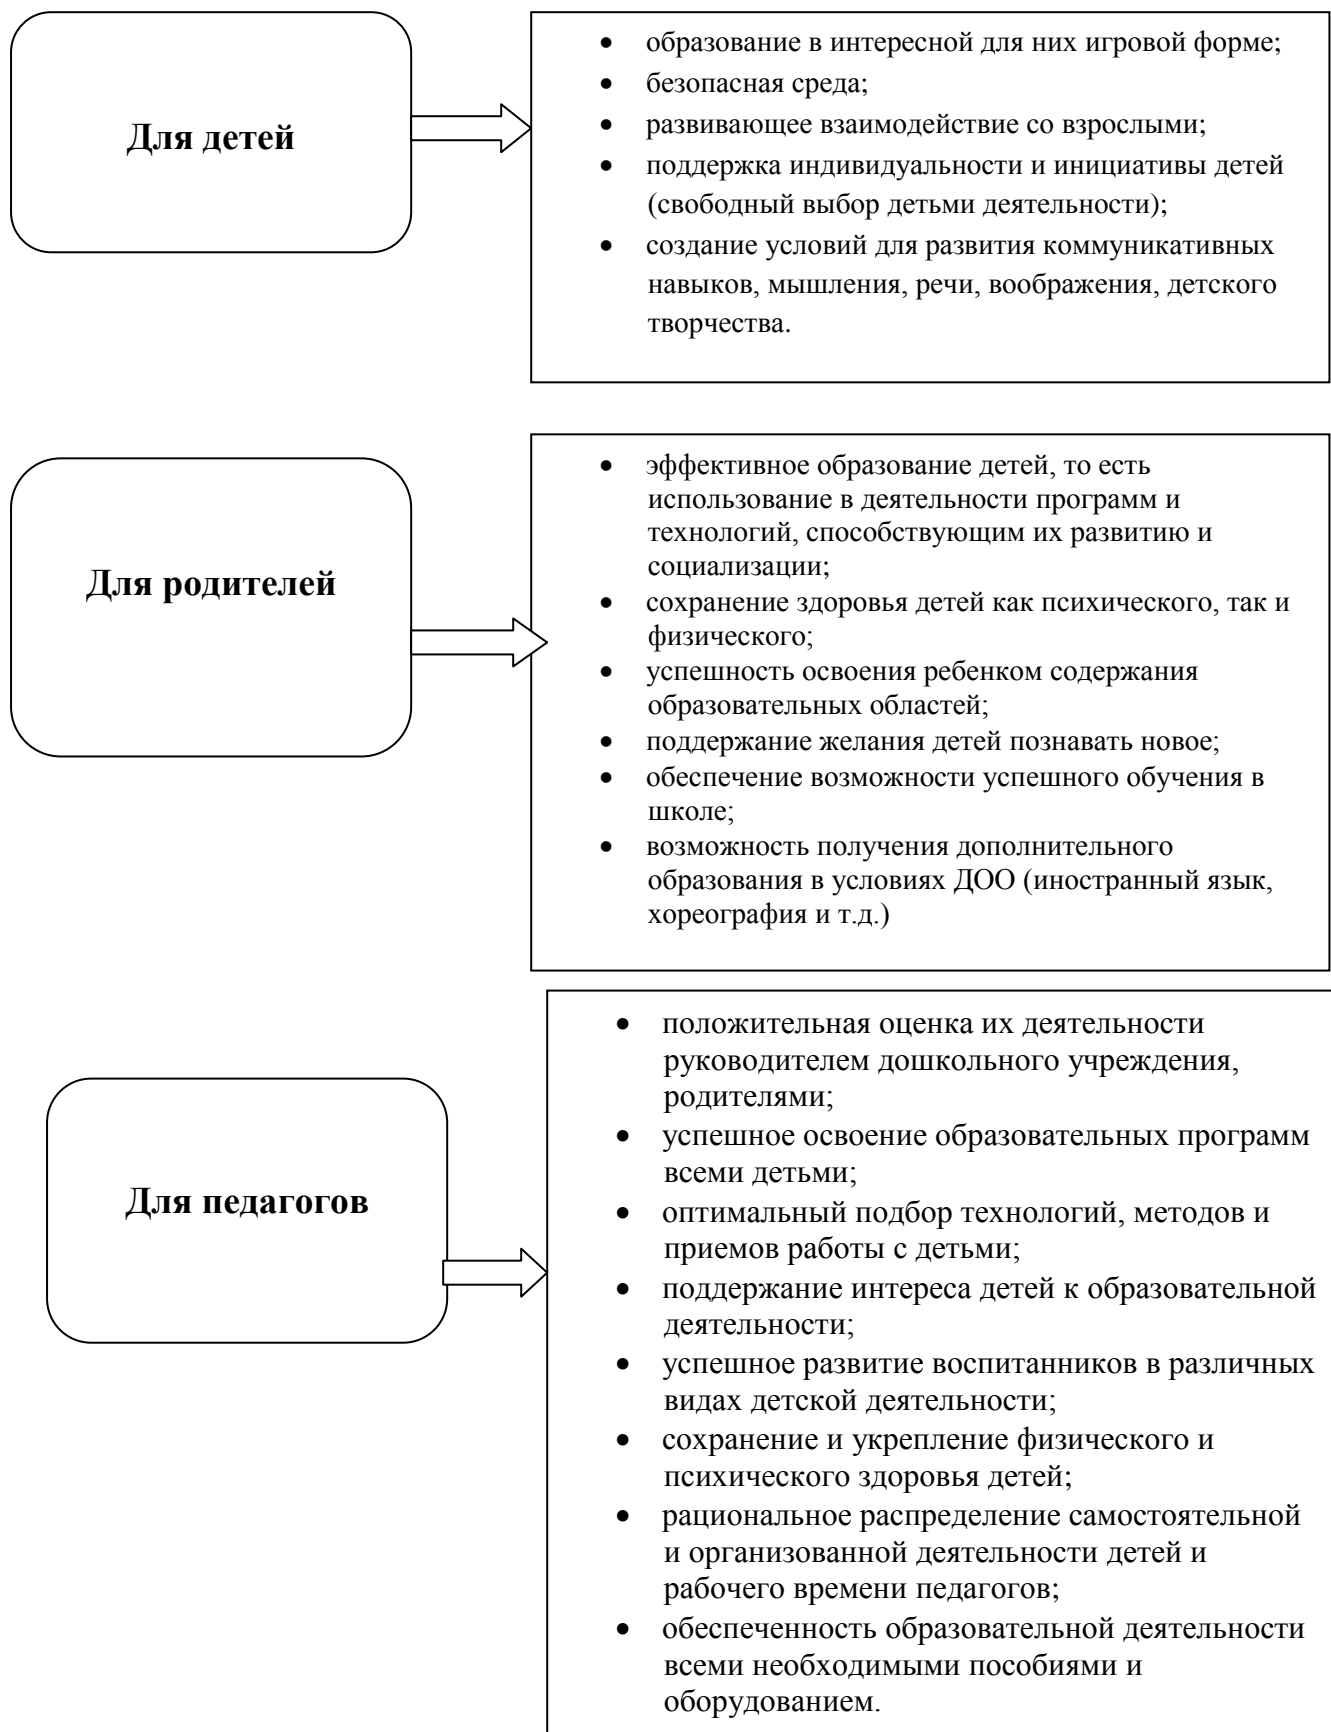 Для детей
• образование в интересной для них игровой форме;
• безопасная среда;
• развивающее взаимодействие со взрослыми;
• поддержка индивидуальности и инициативы детей
(свободный выбор детьми деятельности);
• создание условий для развития коммуникативных
навыков, мышления, речи, воображения, детского
творчества.
Для родителей
• эффективное образование детей, то есть
использование в деятельности программ и
технологий, способствующим их развитию и
социализации;
• сохранение здоровья детей как психического, так и
физического;
• успешность освоения ребенком содержания
образовательных областей;
• поддержание желания детей познавать новое;
• обеспечение возможности успешного обучения в
школе;
• возможность получения дополнительного
образования в условиях ДОО (иностранный язык,
хореография и т.д.)
Для педагогов
• положительная оценка их деятельности
руководителем дошкольного учреждения,
родителями;
• успешное освоение образовательных программ
всеми детьми;
• оптимальный подбор технологий, методов и
приемов работы с детьми;
• поддержание интереса детей к образовательной
деятельности;
• успешное развитие воспитанников в различных
видах детской деятельности;
• сохранение и укрепление физического и
психического здоровья детей;
• рациональное распределение самостоятельной
и организованной деятельности детей и
рабочего времени педагогов;
• обеспеченность образовательной деятельности
всеми необходимыми пособиями и
оборудованием.